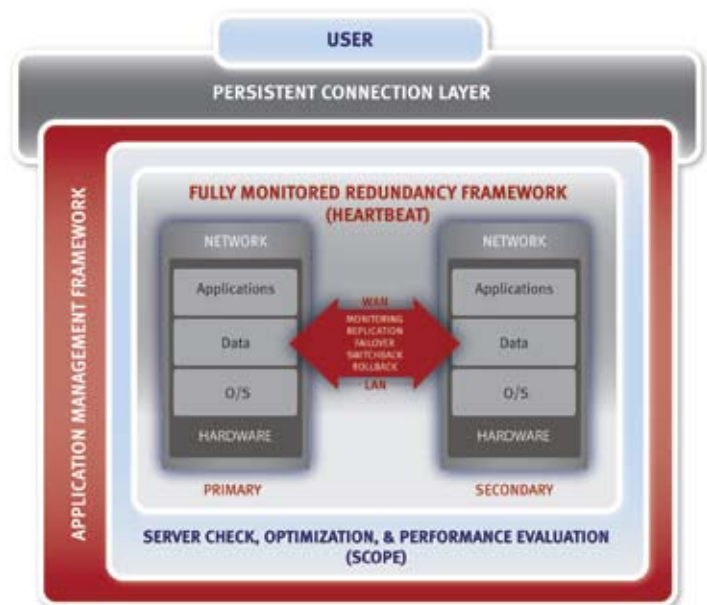 USER
PERSISTENT CONNECTION LAYER
APPLICATION MANAGEMENT FRAMEWORK
FULLY MONITORED REDUNDANCY FRAMEWORK
(HEARTBEAT)
NETWORK
Applications
Data
O/S
HARDWARE
PRIMARY
WAN
MONITORING
REPLICATION
FAILOVER
SWITCHBACK
ROLLBACK
LAN
NETWORK
Applications
Data
O/S
HARDWARE
SECONDARY
SERVER CHECK, OPTIMIZATION, & PERFORMANCE EVALUATION
(SCOPE)